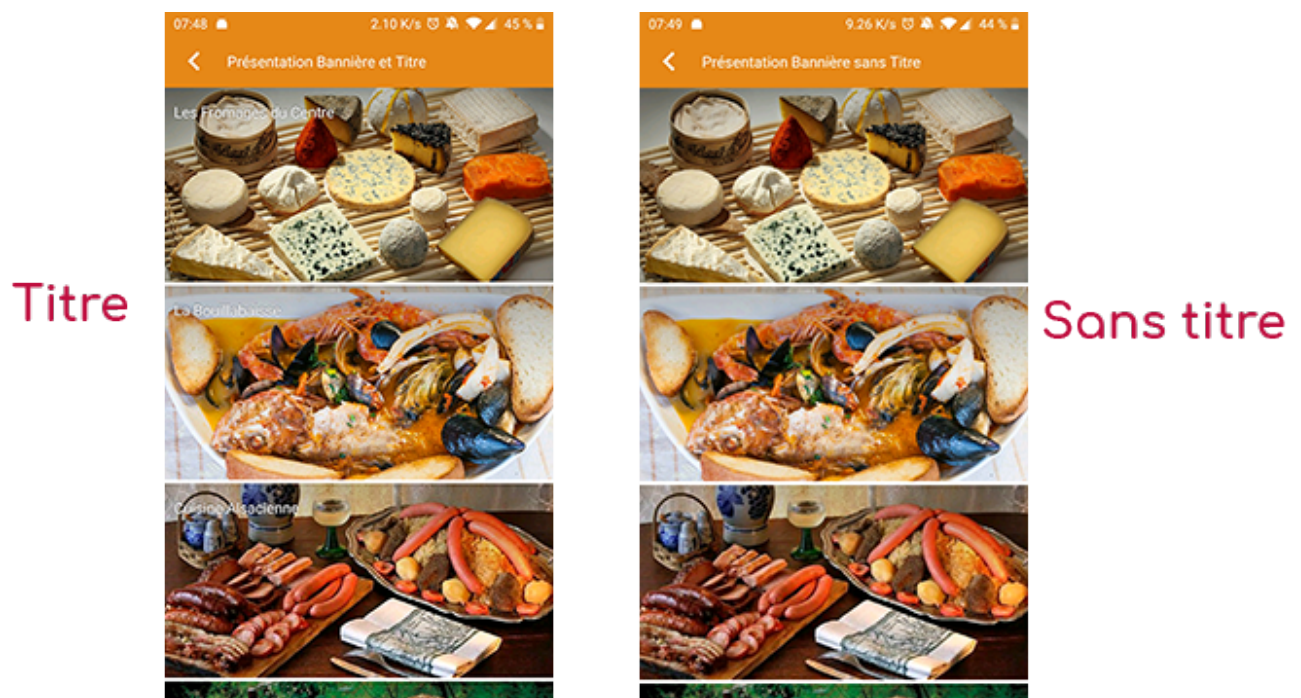 07:48 2.10 K/s 45 %
Présentation Bannière et Titre
Les Fromages du Centre
La Bouillabaisse
Cuisine Alsacienne
Titre
07:49 9.26 K/s 44 %
Présentation Bannière sans Titre
Sans titre